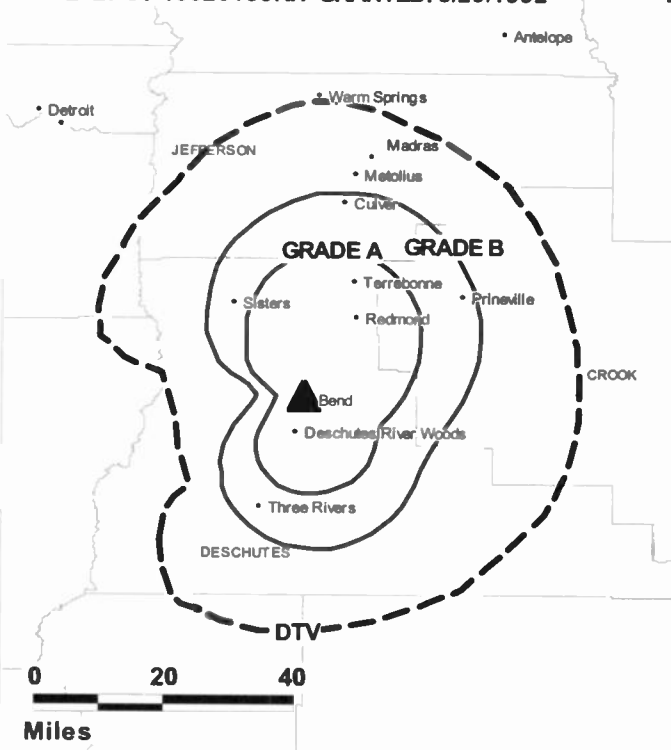 Antelope
Warm Springs
Detroit
JEFFERSON
Madras
Metolius
Culver
GRADE A
GRADE B
Terrebonne
Sisters
Prineville
Redmond
CROOK
Bend
Deschutes River Woods
Three Rivers
DESCHUTES
DTV
0 20 40
Miles